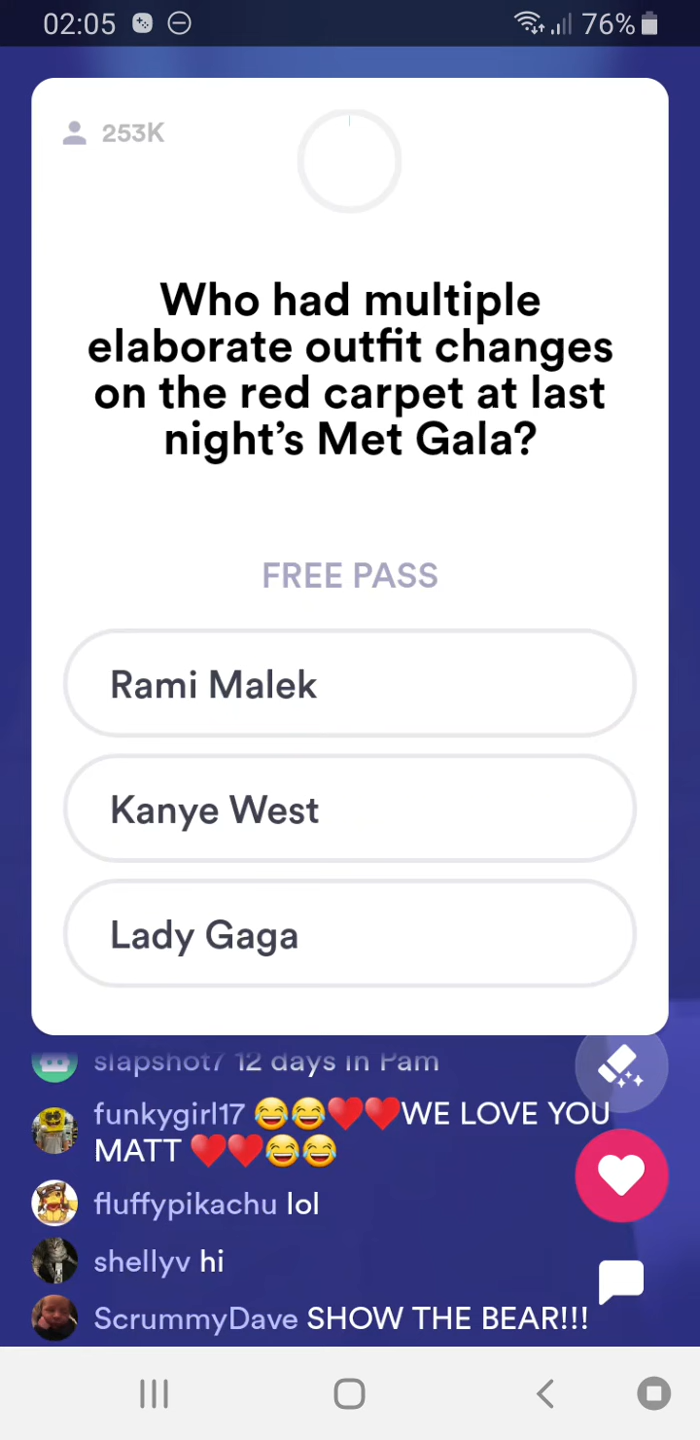 02:05
76%
253K
Who had multiple
elaborate outfit changes
on the red carpet at last
night's Met Gala?
FREE PASS
Rami Malek
Kanye West
Lady Gaga
slapshot7 12 days in Pam
funkygirl17 😂😂❤️❤️WE LOVE YOU
MATT ❤️❤️😂😂
fluffypikachu lol
shellyv hi
ScrummyDave SHOW THE BEAR!!!